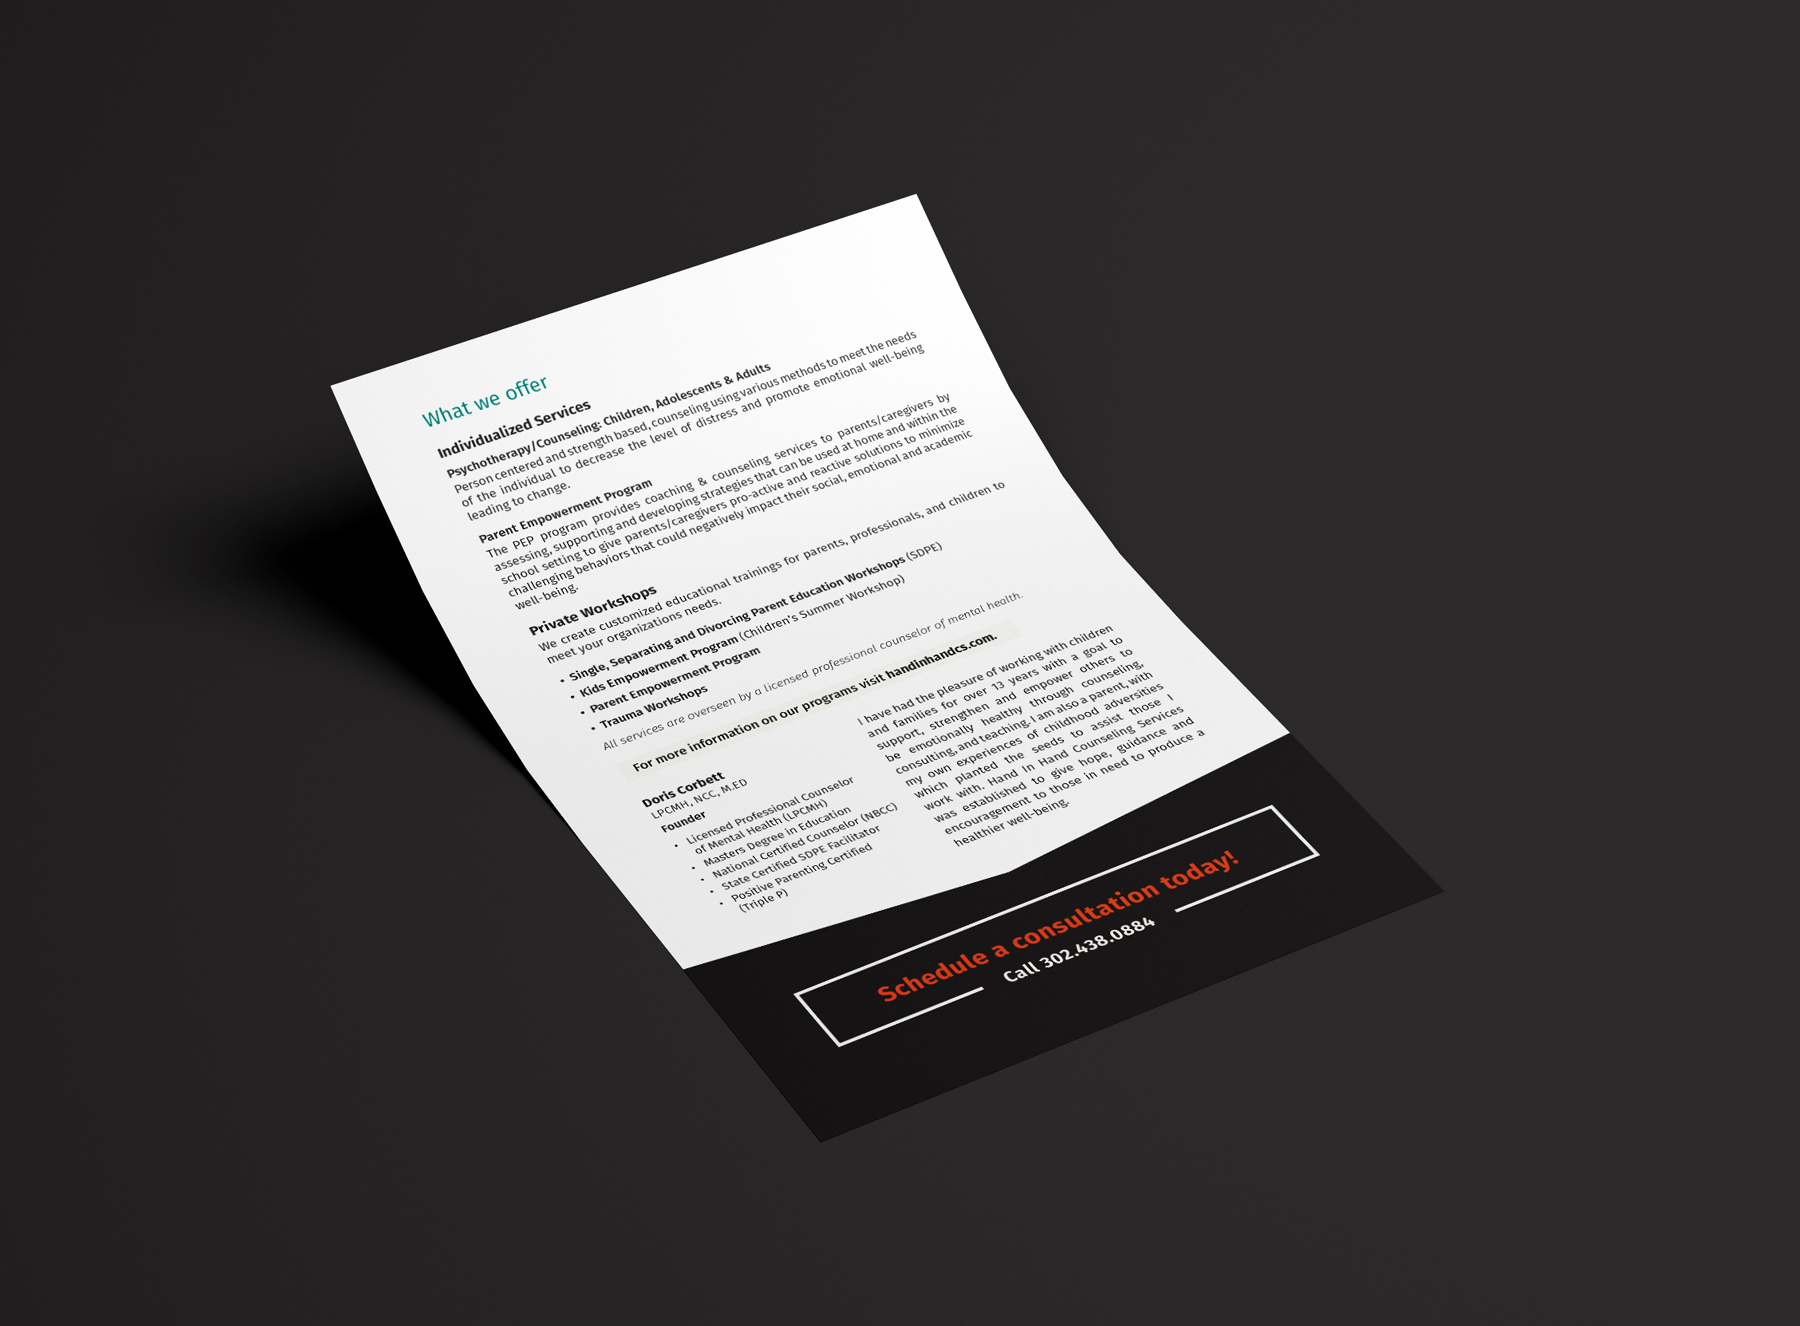 What we offer
Individualized Services
Psychotherapy/Counseling: Children, Adolescents & Adults
Person centered and strength based, counseling using various methods to meet the needs
of the individual to decrease the level of distress and promote emotional well-being
leading to change.
Parent Empowerment Program
The PEP program provides coaching & counseling services to parents/caregivers by
assessing, supporting and developing strategies that can be used at home and within the
school setting to give parents/caregivers pro-active and reactive solutions to minimize
challenging behaviors that could negatively impact their social, emotional and academic
well-being.
Private Workshops
We create customized educational trainings for parents, professionals, and children to
meet your organizations needs.
• Single, Separating and Divorcing Parent Education Workshops (SDPE)
• Kids Empowerment Program (Children's Summer Workshop)
• Parent Empowerment Program
• Trauma Workshops
All services are overseen by a licensed professional counselor of mental health.
For more information on our programs visit handinhandcs.com.
Doris Corbett
LPCMH, NCC, M.ED
Founder
• Licensed Professional Counselor
of Mental Health (LPCMH)
• Masters Degree in Education
• National Certified Counselor (NBCC)
• State Certified SDPE Facilitator
• Positive Parenting Certified
(Triple P)
I have had the pleasure of working with children
and families for over 13 years with a goal to
support, strengthen and empower others to
be emotionally healthy through counseling,
consulting, and teaching. I am also a parent, with
my own experiences of childhood adversities
which planted the seeds to assist those I
work with. Hand In Hand Counseling Services
was established to give hope, guidance and
encouragement to those in need to produce a
healthier well-being.
Schedule a consultation today!
Call 302.438.0884